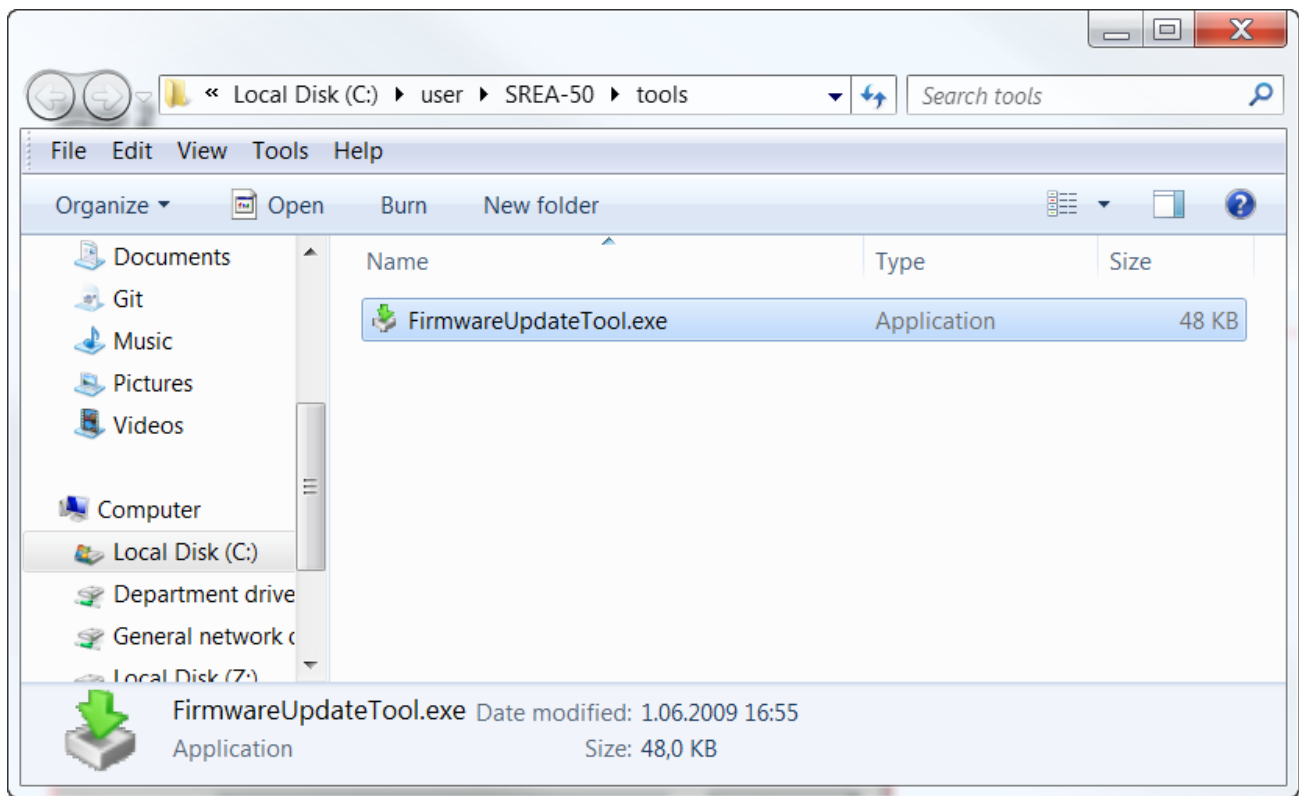 « Local Disk (C:) user SREA-50 tools Search tools
File Edit View Tools Help
Organize Open Burn New folder
Documents
Git
Music
Pictures
Videos
Computer
Local Disk (C:)
Department drive
General network
Local Disk (Z:)
Name Type Size
FirmwareUpdateTool.exe Application 48 KB
FirmwareUpdateTool.exe Date modified: 1.06.2009 16:55
Application Size: 48,0 KB